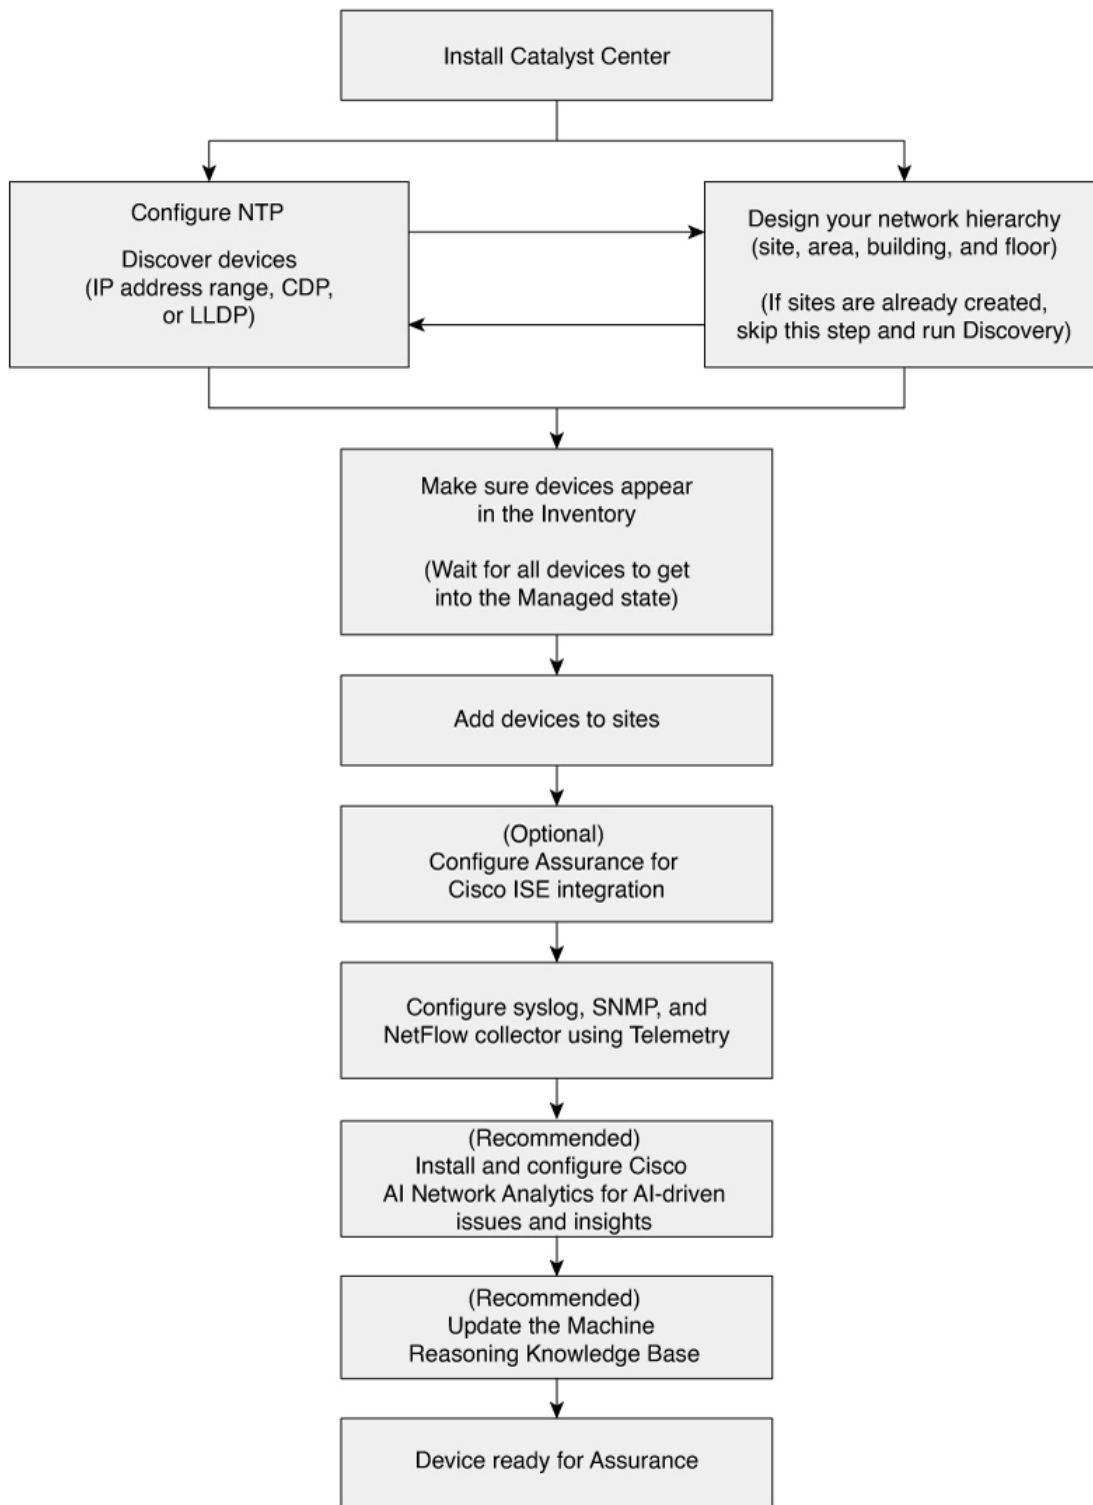 Install Catalyst Center
Configure NTP
Discover devices
(IP address range, CDP,
or LLDP)
Design your network hierarchy
(site, area, building, and floor)
(If sites are already created,
skip this step and run Discovery)
Make sure devices appear
in the Inventory
(Wait for all devices to get
into the Managed state)
Add devices to sites
(Optional)
Configure Assurance for
Cisco ISE integration
Configure syslog, SNMP, and
NetFlow collector using Telemetry
(Recommended)
Install and configure Cisco
AI Network Analytics for AI-driven
issues and insights
(Recommended)
Update the Machine
Reasoning Knowledge Base
Device ready for Assurance